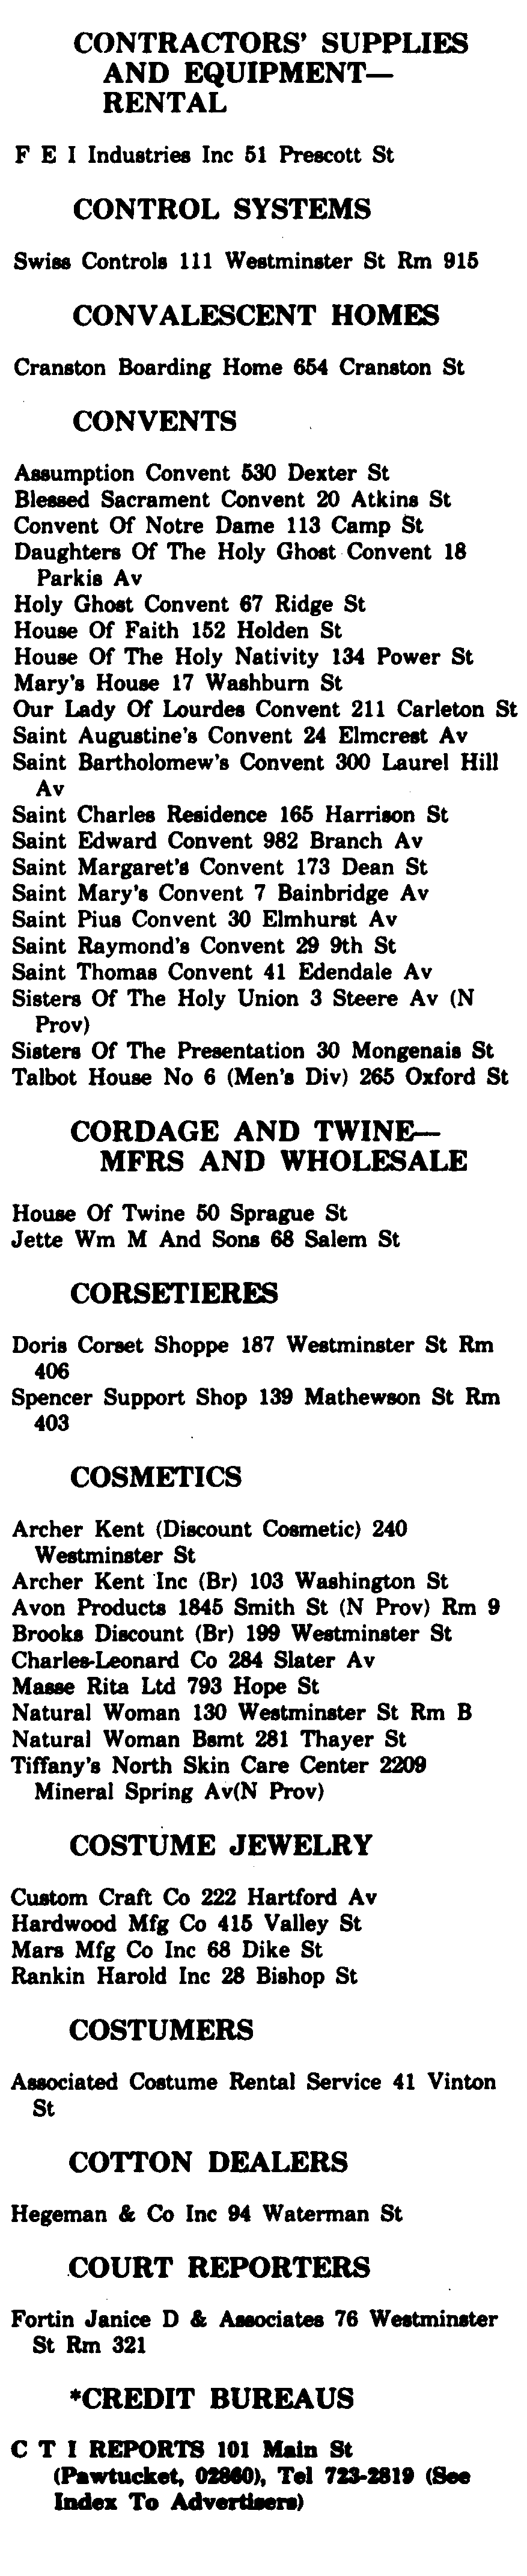 CONTRACTORS' SUPPLIES
AND EQUIPMENT—
RENTAL
F E I Industries Inc 51 Prescott St
CONTROL SYSTEMS
Swiss Controls 111 Westminster St Rm 915
CONVALESCENT HOMES
Cranston Boarding Home 654 Cranston St
CONVENTS
Assumption Convent 530 Dexter St
Blessed Sacrament Convent 20 Atkins St
Convent Of Notre Dame 113 Camp St
Daughters Of The Holy Ghost Convent 18
Parkis Av
Holy Ghost Convent 67 Ridge St
House Of Faith 152 Holden St
House Of The Holy Nativity 134 Power St
Mary's House 17 Washburn St
Our Lady Of Lourdes Convent 211 Carleton St
Saint Augustine's Convent 24 Elmcrest Av
Saint Bartholomew's Convent 300 Laurel Hill
Av
Saint Charles Residence 165 Harrison St
Saint Edward Convent 982 Branch Av
Saint Margaret's Convent 173 Dean St
Saint Mary's Convent 7 Bainbridge Av
Saint Pius Convent 30 Elmhurst Av
Saint Raymond's Convent 29 9th St
Saint Thomas Convent 41 Edendale Av
Sisters Of The Holy Union 3 Steere Av (N
Prov)
Sisters Of The Presentation 30 Mongenais St
Talbot House No 6 (Men's Div) 265 Oxford St
CORDAGE AND TWINE—
MFRS AND WHOLESALE
House Of Twine 50 Sprague St
Jette Wm M And Sons 68 Salem St
CORSETIERES
Doris Corset Shoppe 187 Westminster St Rm
406
Spencer Support Shop 139 Mathewson St Rm
403
COSMETICS
Archer Kent (Discount Cosmetic) 240
Westminster St
Archer Kent Inc (Br) 103 Washington St
Avon Products 1845 Smith St (N Prov) Rm 9
Brooks Discount (Br) 199 Westminster St
Charles-Leonard Co 284 Slater Av
Masse Rita Ltd 793 Hope St
Natural Woman 130 Westminster St Rm B
Natural Woman Bsmt 281 Thayer St
Tiffany's North Skin Care Center 2209
Mineral Spring Av(N Prov)
COSTUME JEWELRY
Custom Craft Co 222 Hartford Av
Hardwood Mfg Co 415 Valley St
Mars Mfg Co Inc 68 Dike St
Rankin Harold Inc 28 Bishop St
COSTUMERS
Associated Costume Rental Service 41 Vinton
St
COTTON DEALERS
Hegeman & Co Inc 94 Waterman St
COURT REPORTERS
Fortin Janice D & Associates 76 Westminster
St Rm 321
*CREDIT BUREAUS
C T I REPORTS 101 Main St
(Pawtucket, 02860), Tel 723-2819 (See
Index To Advertisers)